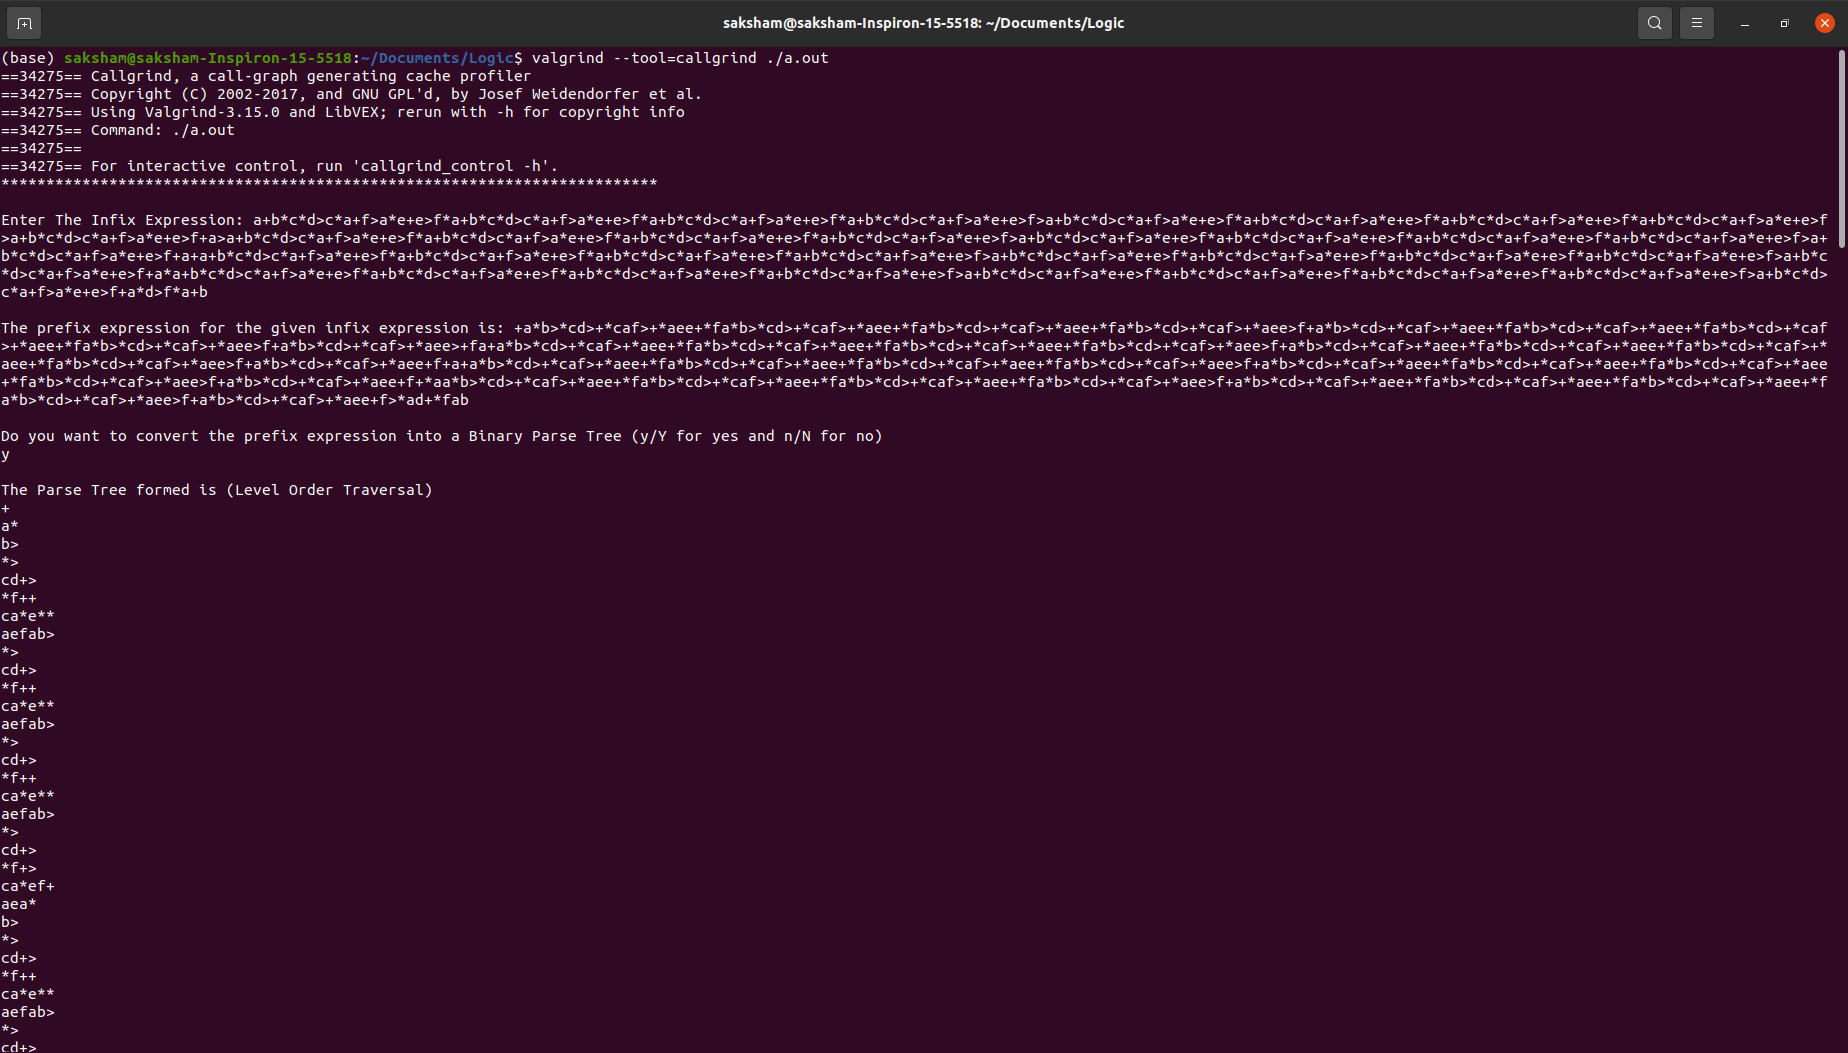 saksham@saksham-Inspiron-15-5518: ~/Documents/Logic
(base) saksham@saksham-Inspiron-15-5518:~/Documents/Logic$ valgrind --tool=callgrind ./a.out
==34275== Callgrind, a call-graph generating cache profiler
==34275== Copyright (C) 2002-2017, and GNU GPL'd, by Josef Weidendorfer et al.
==34275== Using Valgrind-3.15.0 and LibVEX; rerun with -h for copyright info
==34275== Command: ./a.out
==34275==
==34275== For interactive control, run 'callgrind_control -h'.
*************************************************************************
Enter The Infix Expression: a+b*c*d>c*a+f>a*e+e>f*a+b*c*d>c*a+f>a*e+e>f*a+b*c*d>c*a+f>a*e+e>f*a+b*c*d>c*a+f>a*e+e>f>a+b*c*d>c*a+f>a*e+e>f*a+b*c*d>c*a+f>a*e+e>f*a+b*c*d>c*a+f>a*e+e>f*a+b*c*d>c*a+f>a*e+e>f
>a+b*c*d>c*a+f>a*e+e>f+a>a+b*c*d>c*a+f>a*e+e>f*a+b*c*d>c*a+f>a*e+e>f*a+b*c*d>c*a+f>a*e+e>f*a+b*c*d>c*a+f>a*e+e>f>a+b*c*d>c*a+f>a*e+e>f*a+b*c*d>c*a+f>a*e+e>f*a+b*c*d>c*a+f>a*e+e>f*a+b*c*d>c*a+f>a*e+e>f>a+
b*c*d>c*a+f>a*e+e>f+a+a+b*c*d>c*a+f>a*e+e>f*a+b*c*d>c*a+f>a*e+e>f*a+b*c*d>c*a+f>a*e+e>f*a+b*c*d>c*a+f>a*e+e>f>a+b*c*d>c*a+f>a*e+e>f*a+b*c*d>c*a+f>a*e+e>f*a+b*c*d>c*a+f>a*e+e>f*a+b*c*d>c*a+f>a*e+e>f>a+b*c
*d>c*a+f>a*e+e>f+a*a+b*c*d>c*a+f>a*e+e>f*a+b*c*d>c*a+f>a*e+e>f*a+b*c*d>c*a+f>a*e+e>f*a+b*c*d>c*a+f>a*e+e>f>a+b*c*d>c*a+f>a*e+e>f*a+b*c*d>c*a+f>a*e+e>f*a+b*c*d>c*a+f>a*e+e>f*a+b*c*d>c*a+f>a*e+e>f>a+b*c*d>
c*a+f>a*e+e>f+a*d>f*a+b
The prefix expression for the given infix expression is: +a*b>*cd>+*caf>+*aee+*fa*b>*cd>+*caf>+*aee+*fa*b>*cd>+*caf>+*aee+*fa*b>*cd>+*caf>+*aee>f+a*b>*cd>+*caf>+*aee+*fa*b>*cd>+*caf>+*aee+*fa*b>*cd>+*caf
>+*aee+*fa*b>*cd>+*caf>+*aee>f+a*b>*cd>+*caf>+*aee>+fa+a*b>*cd>+*caf>+*aee+*fa*b>*cd>+*caf>+*aee+*fa*b>*cd>+*caf>+*aee+*fa*b>*cd>+*caf>+*aee>f+a*b>*cd>+*caf>+*aee+*fa*b>*cd>+*caf>+*aee+*fa*b>*cd>+*caf>+*
aee+*fa*b>*cd>+*caf>+*aee>f+a*b>*cd>+*caf>+*aee+f+a+a*b>*cd>+*caf>+*aee+*fa*b>*cd>+*caf>+*aee+*fa*b>*cd>+*caf>+*aee+*fa*b>*cd>+*caf>+*aee>f+a*b>*cd>+*caf>+*aee+*fa*b>*cd>+*caf>+*aee+*fa*b>*cd>+*caf>+*aee
+*fa*b>*cd>+*caf>+*aee>f+a*b>*cd>+*caf>+*aee+f+*aa*b>*cd>+*caf>+*aee+*fa*b>*cd>+*caf>+*aee+*fa*b>*cd>+*caf>+*aee+*fa*b>*cd>+*caf>+*aee>f+a*b>*cd>+*caf>+*aee+*fa*b>*cd>+*caf>+*aee+*fa*b>*cd>+*caf>+*aee+*f
a*b>*cd>+*caf>+*aee>f+a*b>*cd>+*caf>+*aee+f>*ad+*fab
Do you want to convert the prefix expression into a Binary Parse Tree (y/Y for yes and n/N for no)
y
The Parse Tree formed is (Level Order Traversal)
+
a*
b>
*>
cd+>
*f++
ca*e**
aefab>
*>
cd+>
*f++
ca*e**
aefab>
*>
cd+>
*f++
ca*e**
aefab>
*>
cd+>
*f+>
ca*ef+
aea*
b>
*>
cd+>
*f++
ca*e**
aefab>
*>
cd+>